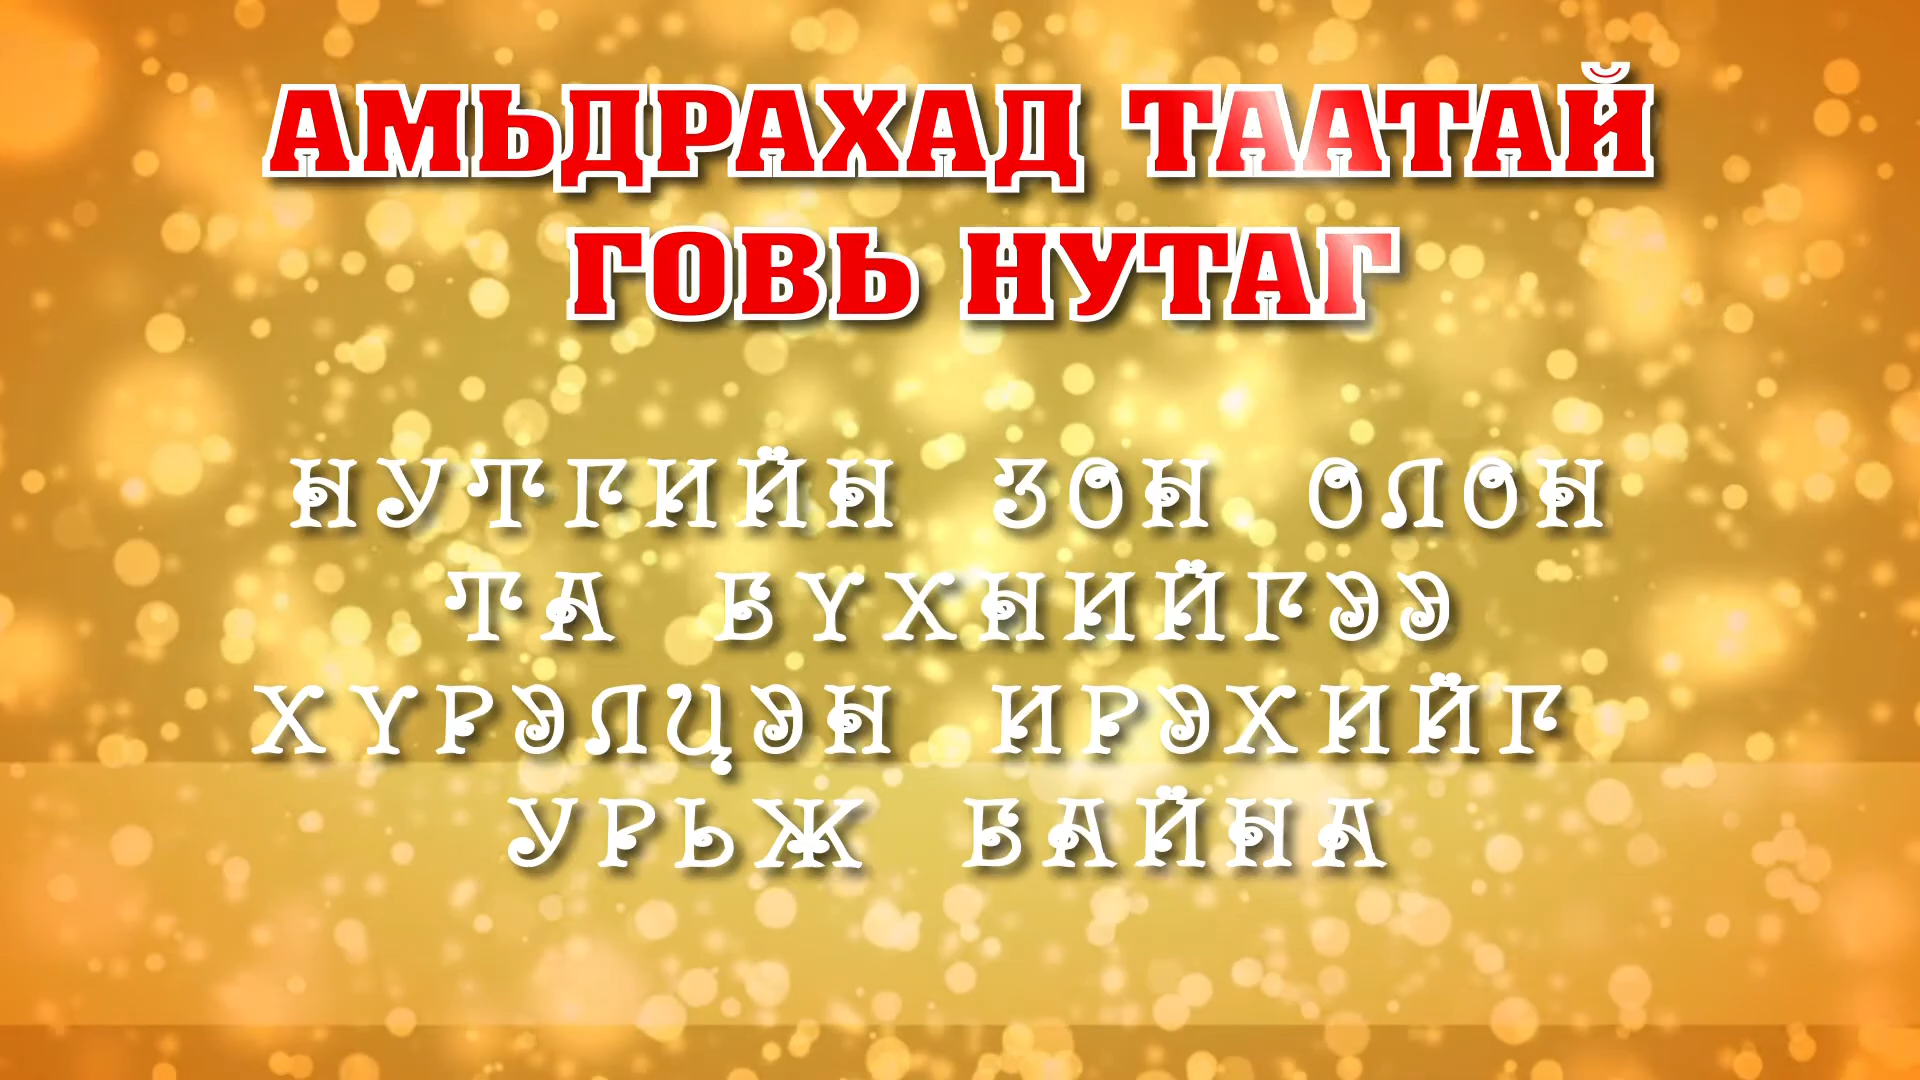 АМЬДРАХАД ТААТАЙ
ГОВЬ НУТАГ
НУТГИЙН ЗОН ОЛОН
ТА БҮХНИЙГЭЭ
ХҮРЭЛЦЭН ИРЭХИЙГ
УРЬЖ БАЙНА